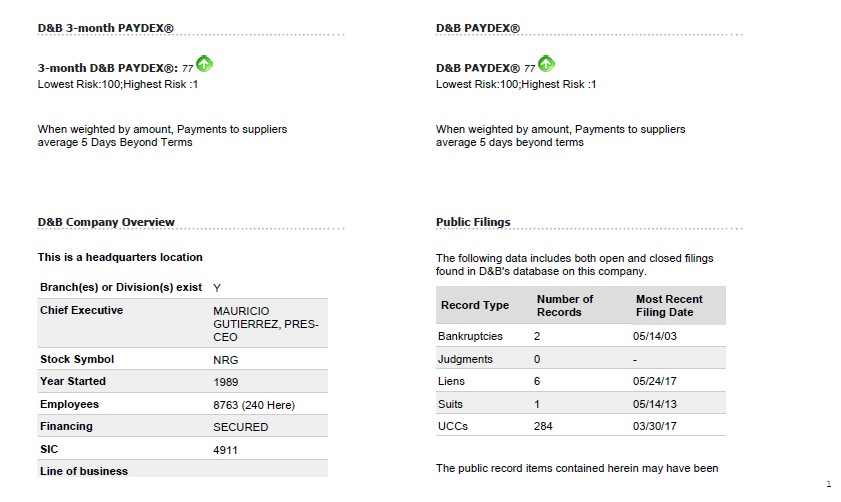 D&B 3-month PAYDEX®
3-month D&B PAYDEX®: 77
Lowest Risk:100;Highest Risk :1
When weighted by amount, Payments to suppliers
average 5 Days Beyond Terms
D&B PAYDEX®
D&B PAYDEX® 77
Lowest Risk:100;Highest Risk :1
When weighted by amount, Payments to suppliers
average 5 days beyond terms
D&B Company Overview
This is a headquarters location
Branch(es) or Division(s) exist Y
Chief Executive MAURICIO
GUTIERREZ, PRES-
CEO
Stock Symbol NRG
Year Started 1989
Employees 8763 (240 Here)
Financing SECURED
SIC 4911
Line of business
Public Filings
The following data includes both open and closed filings
found in D&B's database on this company.
Record Type Number of Records Most Recent Filing Date
Bankruptcies 2 05/14/03
Judgments 0 -
Liens 6 05/24/17
Suits 1 05/14/13
UCCs 284 03/30/17
The public record items contained herein may have been
1